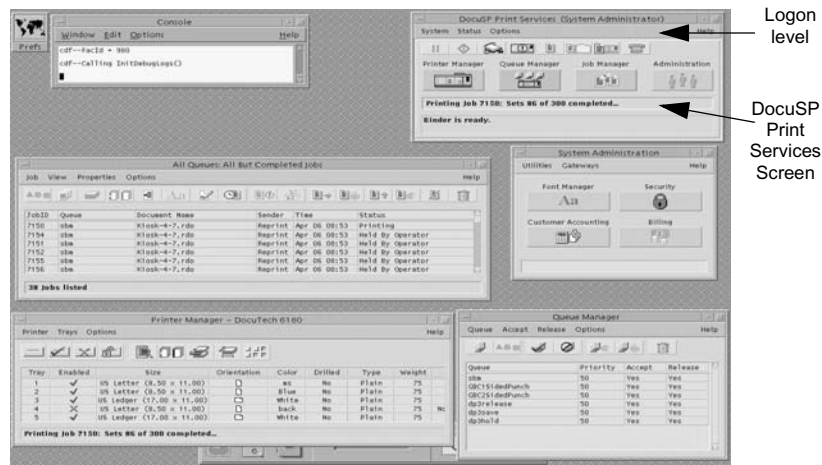 Console
Window Edit Options Help
Prefs
cdf--FacId = 980
cdf--Calling InitDebugLogs()
DocuSP Print Services (System Administrator)
System Status Options Help
Printer Manager Queue Manager Job Manager Administration
Printing Job 7150: Sets 86 of 300 completed...
Binder is ready.
Logon
level
DocuSP
Print
Services
Screen
All Queues: All But Completed Jobs
Job View Properties Options Help
JobID Queue Document Name Sender Time Status
7150 sbm Kiosk-4-7.rdo Reprint Apr 06 08:53 Printing
7154 sbm Kiosk-4-7.rdo Reprint Apr 06 08:53 Held By Operator
7151 sbm Kiosk-4-7.rdo Reprint Apr 06 08:53 Held By Operator
7152 sbm Kiosk-4-7.rdo Reprint Apr 06 08:53 Held By Operator
7155 sbm Kiosk-4-7.rdo Reprint Apr 06 08:53 Held By Operator
7156 sbm Kiosk-4-7.rdo Reprint Apr 06 08:53 Held By Operator
38 Jobs listed
System Administration
Utilities Gateways Help
Font Manager Security
Aa
Customer Accounting Billing
Printer Manager - DocuTech 6180
Printer Trays Options Help
Tray Enabled Size Orientation Color Drilled Type Weight
1 US Letter (8.50 x 11.00) ms No Plain 75
2 US Letter (8.50 x 11.00) Blue No Plain 75
3 US Ledger (17.00 x 11.00) White No Plain 75
4 US Letter (8.50 x 11.00) back No Plain 75 No
5 US Ledger (17.00 x 11.00) White No Plain 75
Printing Job 7150: Sets 86 of 300 completed...
Queue Manager
Queue Accept Release Options Help
Queue Priority Accept Release
sbm 50 Yes Yes
GBC1SidedPunch 50 Yes Yes
GBC2SidedPunch 50 Yes Yes
dp3release 50 Yes Yes
dp3save 50 Yes Yes
dp3hold 50 Yes Yes